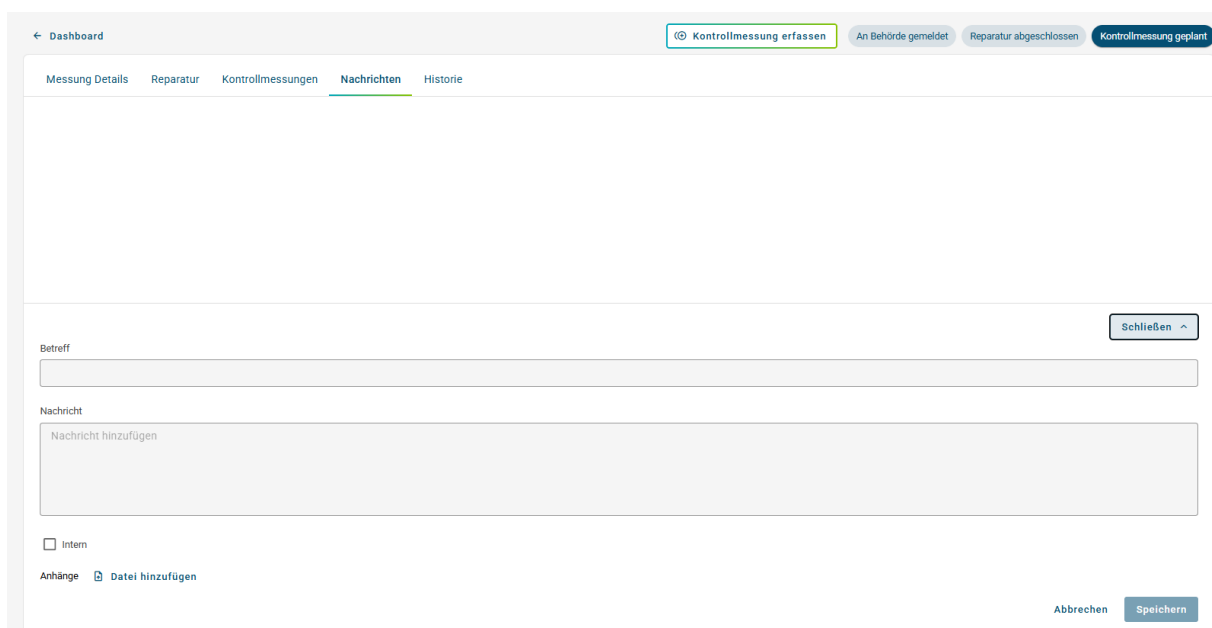 Dashboard
Kontrollmessung erfassen
An Behörde gemeldet
Reparatur abgeschlossen
Kontrollmessung geplant
Messung Details
Reparatur
Kontrollmessungen
Nachrichten
Historie
Schließen
Betreff
Nachricht
Nachricht hinzufügen
Intern
Anhänge
Datei hinzufügen
Abbrechen
Speichern